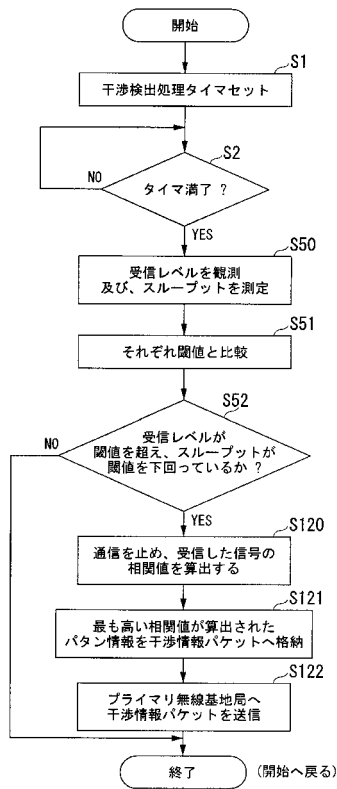 開始
S1
干渉検出処理タイマセット
S2
NO
タイマ満了 ?
YES
S50
受信レベルを観測
及び、スループットを測定
S51
それぞれ閾値と比較
S52
NO
受信レベルが
閾値を超え、スループットが
閾値を下回っているか ?
YES
S120
通信を止め、受信した信号の
相関値を算出する
S121
最も高い相関値が算出された
パタン情報を干渉情報パケットへ格納
S122
プライマリ無線基地局へ
干渉情報パケットを送信
終了
(開始へ戻る)